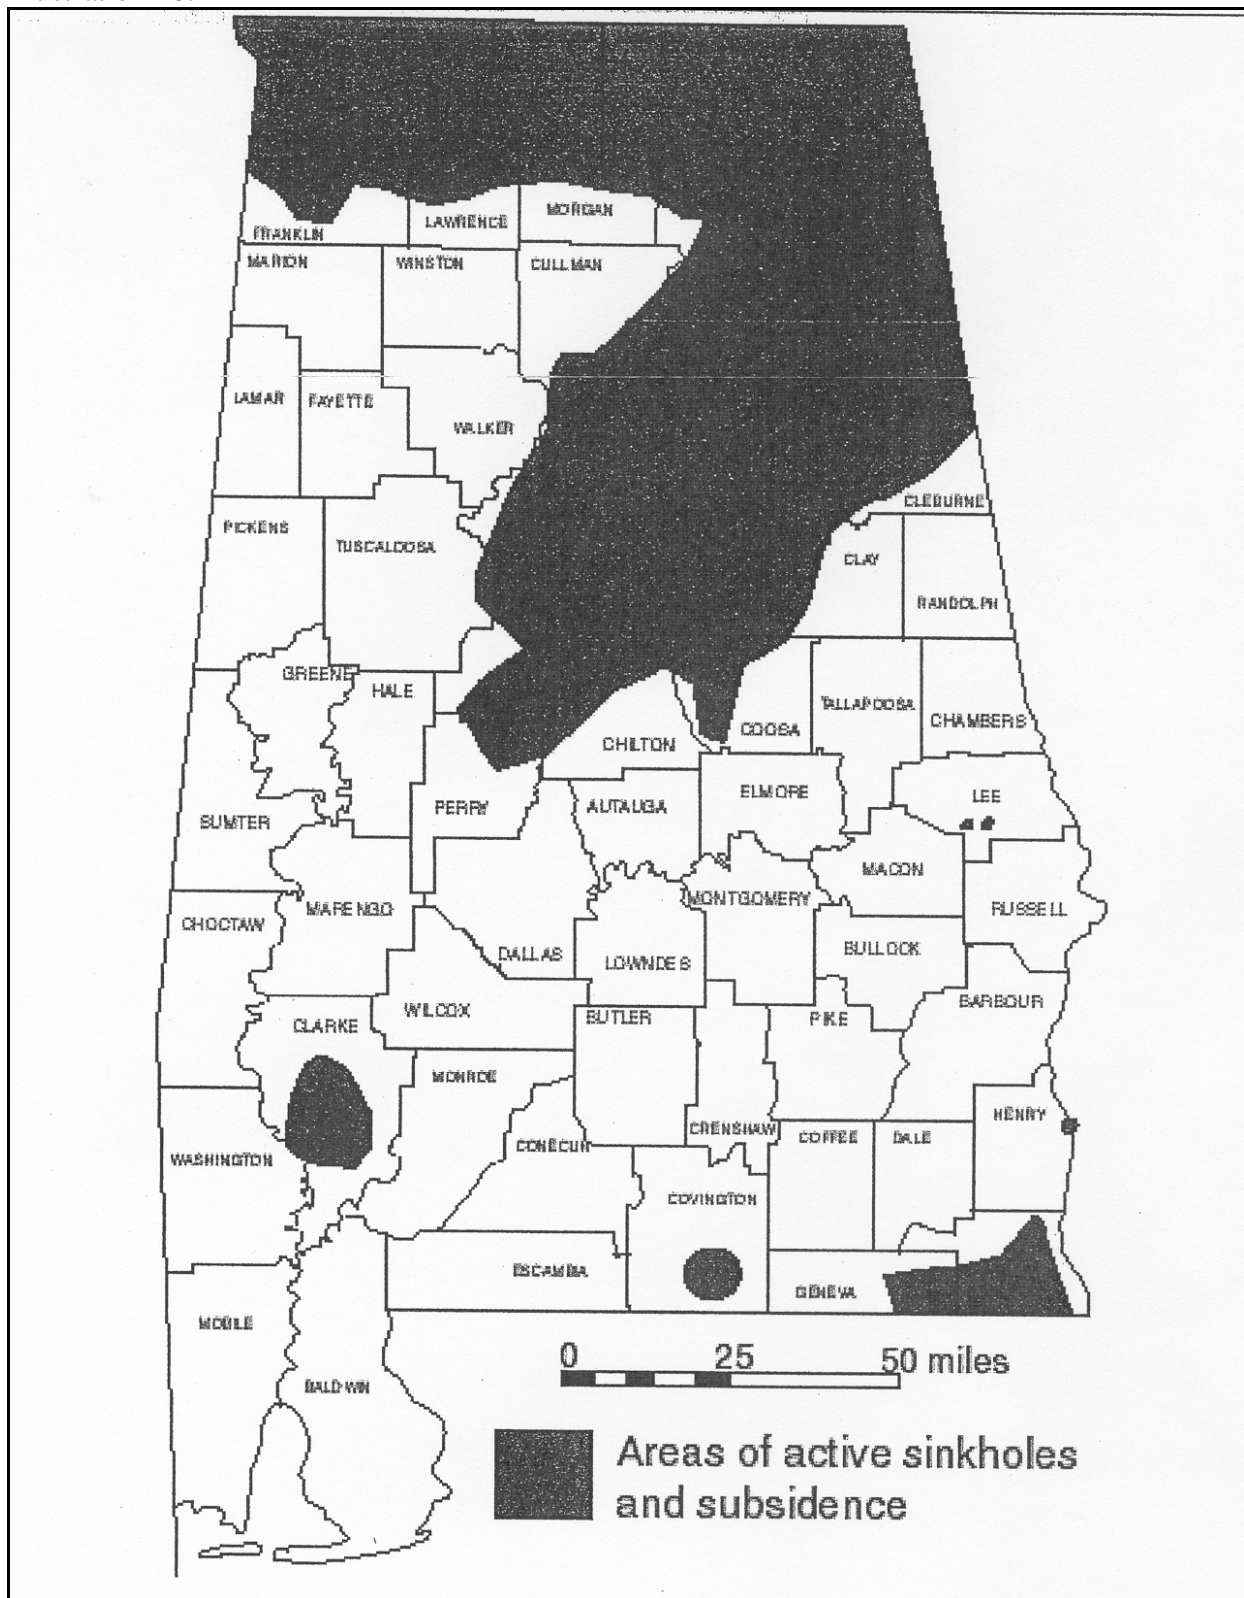 FRANKLIN
LAWRENCE
MORGAN
MARION
WINSTON
CULLMAN
LAMAR
FAYETTE
WALKER
CLEBURNE
PICKENS
TUSCALOOSA
CLAY
RANDOLPH
GREENE
HALE
CHILTON
COOSA
TALLAPOOSA
CHAMBERS
SUMTER
PERRY
AUTAUGA
ELMORE
LEE
MACON
CHOCTAW
MARENGO
MONTGOMERY
RUSSELL
DALLAS
LOWNDES
BULLOCK
CLARKE
WILCOX
BUTLER
PIKE
BARBOUR
MONROE
HENRY
WASHINGTON
CONECUH
CRENSHAW
COFFEE
DALE
COVINGTON
ESCAMBIA
GENEVA
MOBILE
BALDWIN
0 25 50 miles
Areas of active sinkholes
and subsidence